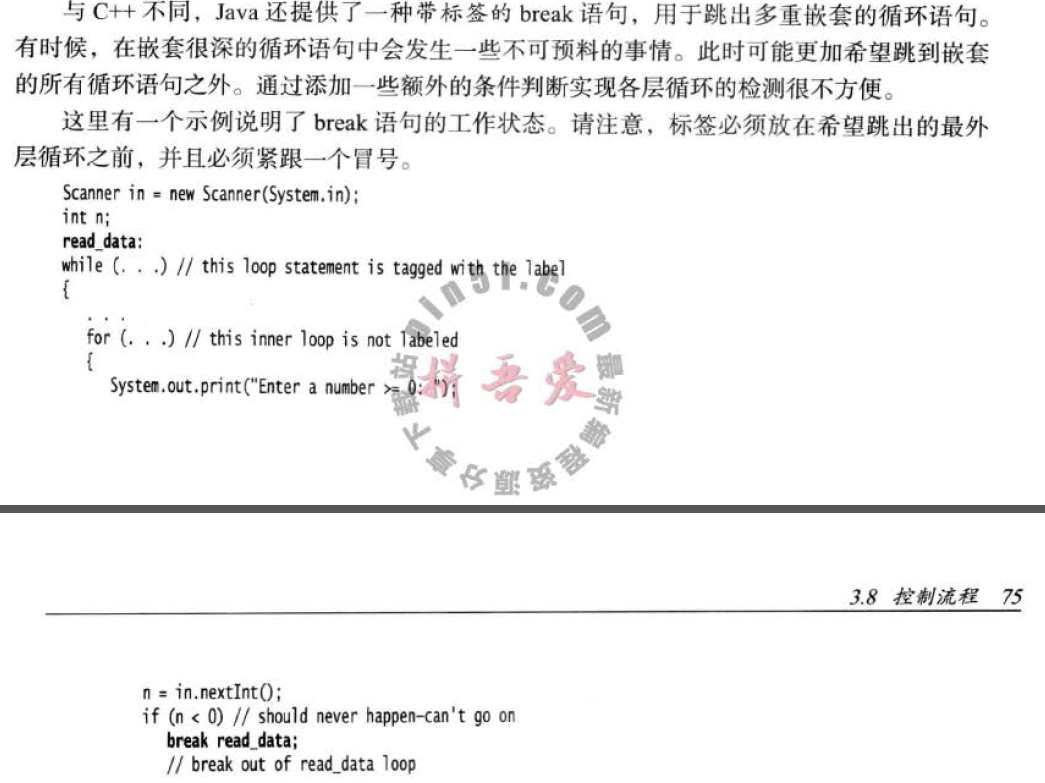 与 C++ 不同，Java 还提供了一种带标签的 break 语句，用于跳出多重嵌套的循环语句。
有时候，在嵌套很深的循环语句中会发生一些不可预料的事情。此时可能更加希望跳到嵌套
的所有循环语句之外。通过添加一些额外的条件判断实现各层循环的检测很不方便。
这里有一个示例说明了 break 语句的工作状态。请注意，标签必须放在希望跳出的最外
层循环之前，并且必须紧跟一个冒号。
Scanner in = new Scanner(System.in);
int n;
read_data:
while (. . .) // this loop statement is tagged with the label
{
. . .
for (. . .) // this inner loop is not labeled
{
System.out.print("Enter a number >= 0: ");
pin51.com
拼吾爱
最新编程资源分享下载站
3.8 控制流程 75
n = in.nextInt();
if (n < 0) // should never happen-can't go on
break read_data;
// break out of read_data loop